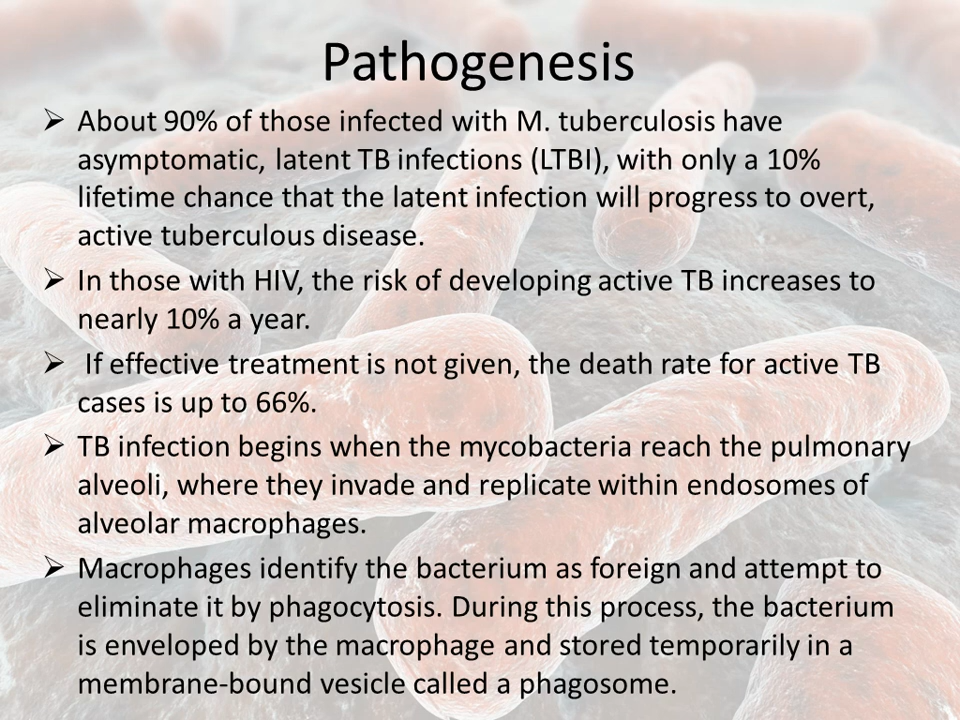 Pathogenesis
➢ About 90% of those infected with M. tuberculosis have
asymptomatic, latent TB infections (LTBI), with only a 10%
lifetime chance that the latent infection will progress to overt,
active tuberculous disease.
➢ In those with HIV, the risk of developing active TB increases to
nearly 10% a year.
➢ If effective treatment is not given, the death rate for active TB
cases is up to 66%.
➢ TB infection begins when the mycobacteria reach the pulmonary
alveoli, where they invade and replicate within endosomes of
alveolar macrophages.
➢ Macrophages identify the bacterium as foreign and attempt to
eliminate it by phagocytosis. During this process, the bacterium
is enveloped by the macrophage and stored temporarily in a
membrane-bound vesicle called a phagosome.